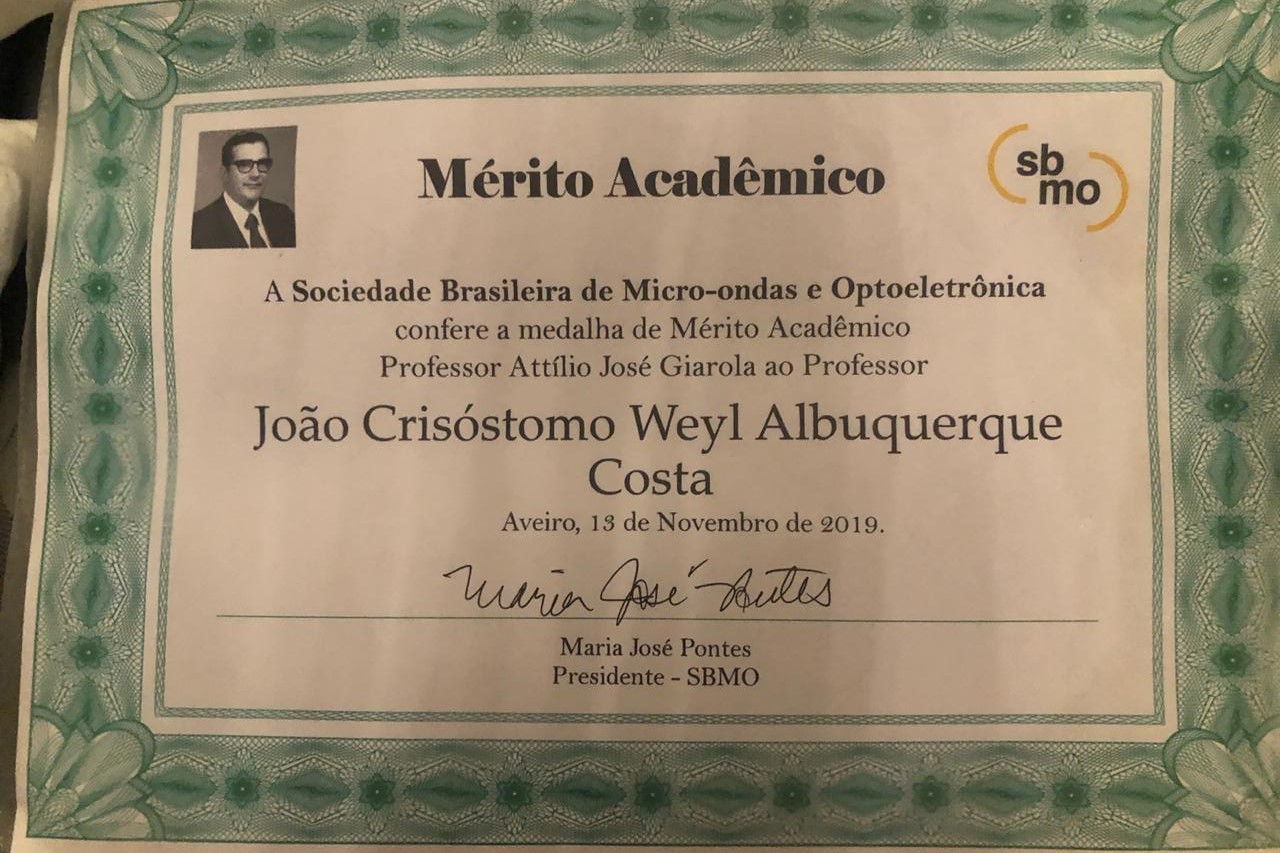 Mérito Acadêmico
sb
mo
A Sociedade Brasileira de Micro-ondas e Optoeletrônica
confere a medalha de Mérito Acadêmico
Professor Attílio José Giarola ao Professor
João Crisóstomo Weyl Albuquerque
Costa
Aveiro, 13 de Novembro de 2019.
Maria José Pontes
Maria José Pontes
Presidente - SBMO